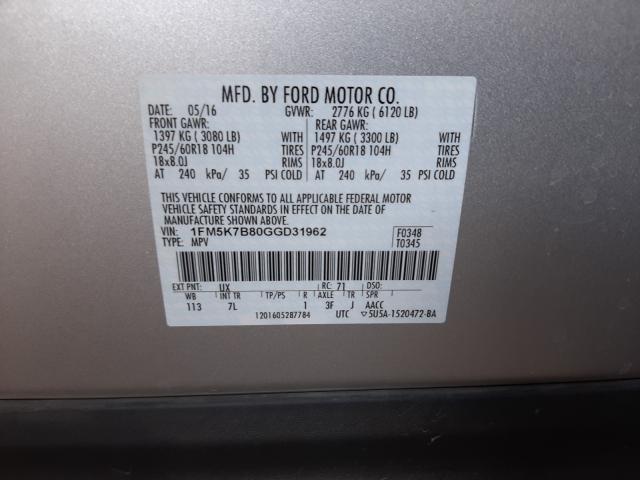 MFD. BY FORD MOTOR CO.
DATE: 05/16 GVWR: 2776 KG ( 6120 LB)
FRONT GAWR: REAR GAWR:
1397 KG ( 3080 LB) WITH 1497 KG ( 3300 LB) WITH
P245/60R18 104H TIRES P245/60R18 104H TIRES
18x8.0J RIMS 18x8.0J RIMS
AT 240 kPa/ 35 PSI COLD AT 240 kPa/ 35 PSI COLD
THIS VEHICLE CONFORMS TO ALL APPLICABLE FEDERAL MOTOR
VEHICLE SAFETY STANDARDS IN EFFECT ON THE DATE OF
MANUFACTURE SHOWN ABOVE.
VIN: 1FM5K7B80GGD31962 F0348
TYPE: MPV T0345
EXT PNT: UX RC: 71 DSO:
WB INT TR TP/PS R AXLE TR SPR
113 7L 1 3F J AACC
1201605287784 UTC ▽5U5A-1520472-BA